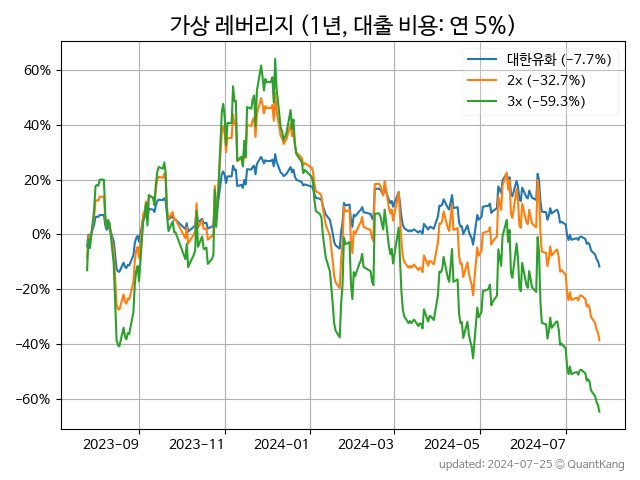 가상 레버리지 (1년, 대출 비용: 연 5%)
대한유화 (−7.7%)
2x (−32.7%)
3x (−59.3%)
60%
40%
20%
0%
−20%
−40%
−60%
2023-09
2023-11
2024-01
2024-03
2024-05
2024-07
updated: 2024-07-25 © QuantKang